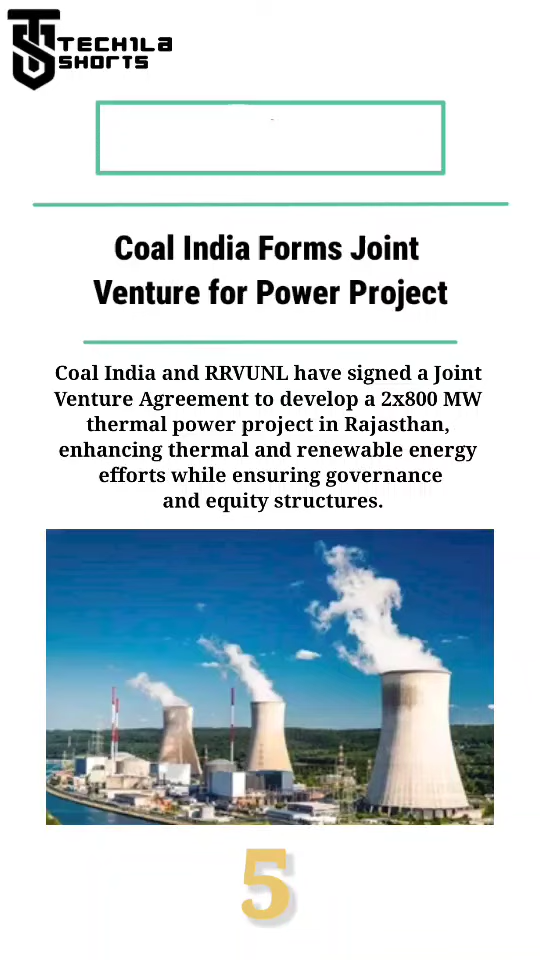 TECH1LA
SHORTS
Coal India Forms Joint
Venture for Power Project
Coal India and RRVUNL have signed a Joint
Venture Agreement to develop a 2x800 MW
thermal power project in Rajasthan,
enhancing thermal and renewable energy
efforts while ensuring governance
and equity structures.
5